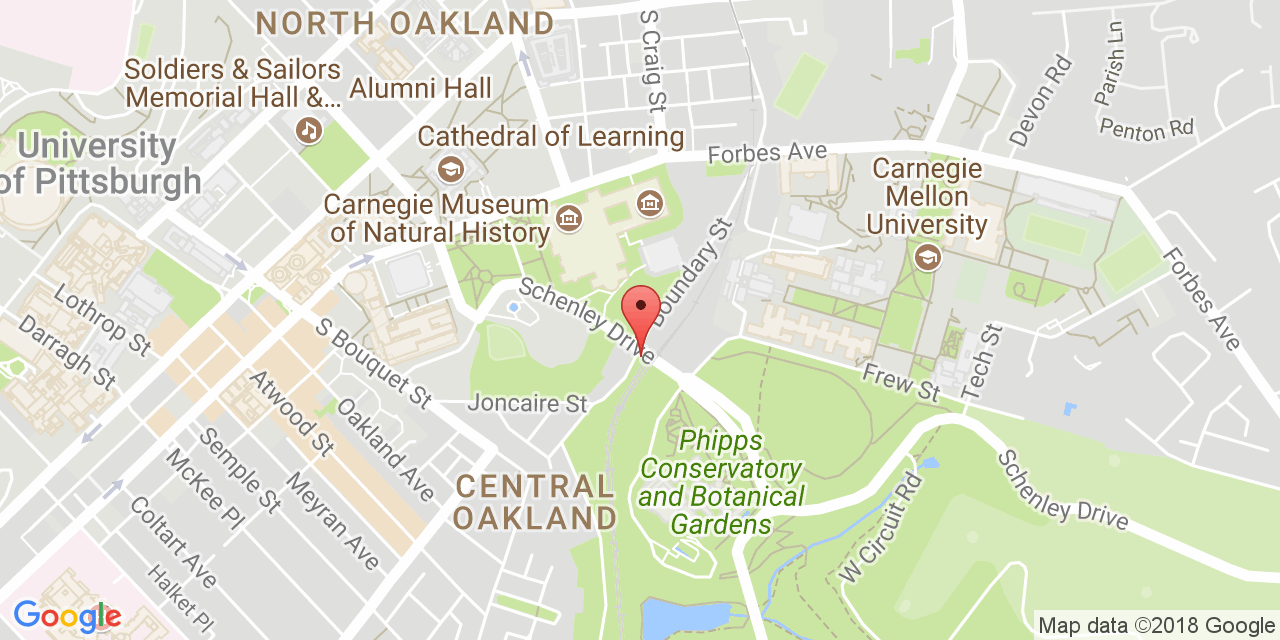 NORTH OAKLAND
S Craig St
Soldiers & Sailors
Memorial Hall &...
Alumni Hall
Devon Rd
Parish Ln
Penton Rd
University
of Pittsburgh
Cathedral of Learning
Forbes Ave
Carnegie
Mellon
University
Carnegie Museum
of Natural History
Boundary St
Forbes Ave
Lothrop St
Darragh St
S Bouquet St
Schenley Drive
Tech St
Frew St
Atwood St
Oakland Ave
Joncaire St
Semple St
McKee Pl
Meyran Ave
Coltart Ave
Halket Pl
CENTRAL
OAKLAND
Phipps
Conservatory
and Botanical
Gardens
W Circuit Rd
Schenley Drive
Google
Map data ©2018 Google